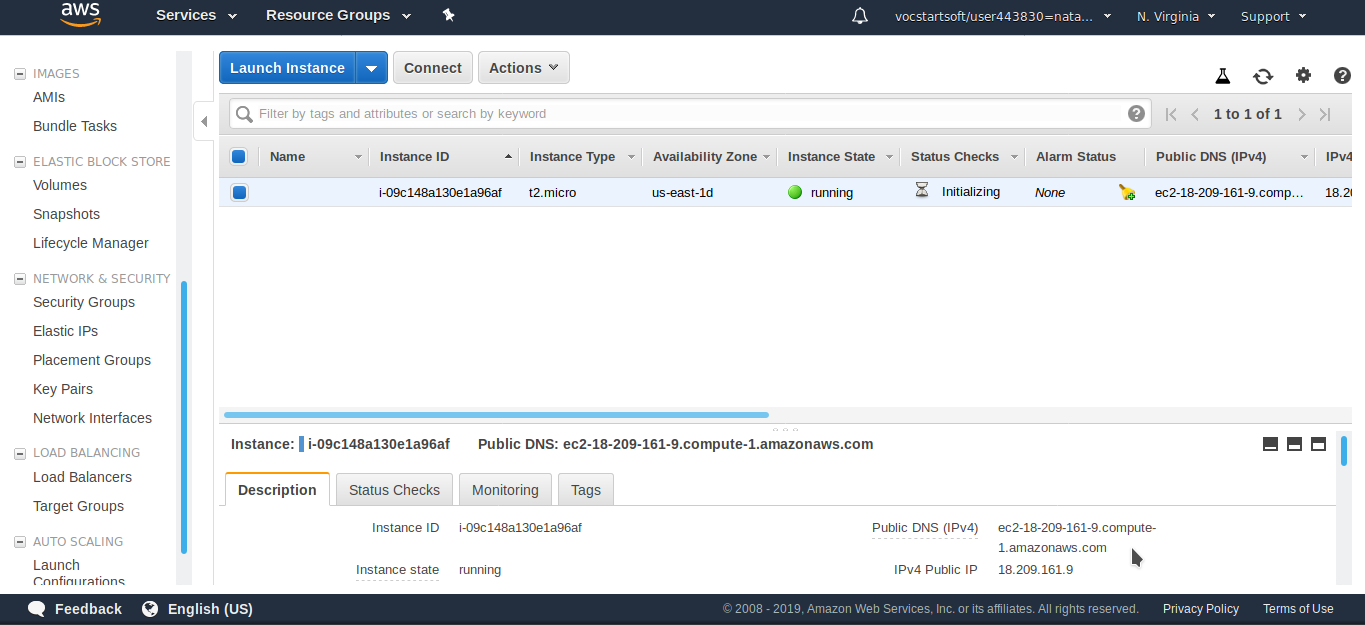 aws Services Resource Groups vocstartsoft/user443830=nata... N. Virginia Support
IMAGES
AMIs
Bundle Tasks
ELASTIC BLOCK STORE
Volumes
Snapshots
Lifecycle Manager
NETWORK & SECURITY
Security Groups
Elastic IPs
Placement Groups
Key Pairs
Network Interfaces
LOAD BALANCING
Load Balancers
Target Groups
AUTO SCALING
Launch
Configurations
Launch Instance Connect Actions
Filter by tags and attributes or search by keyword 1 to 1 of 1
Name Instance ID Instance Type Availability Zone Instance State Status Checks Alarm Status Public DNS (IPv4) IPv4
i-09c148a130e1a96af t2.micro us-east-1d running Initializing None ec2-18-209-161-9.comp... 18.20
Instance: i-09c148a130e1a96af Public DNS: ec2-18-209-161-9.compute-1.amazonaws.com
Description Status Checks Monitoring Tags
Instance ID i-09c148a130e1a96af Public DNS (IPv4) ec2-18-209-161-9.compute-
1.amazonaws.com
Instance state running IPv4 Public IP 18.209.161.9
Feedback English (US) © 2008 - 2019, Amazon Web Services, Inc. or its affiliates. All rights reserved. Privacy Policy Terms of Use